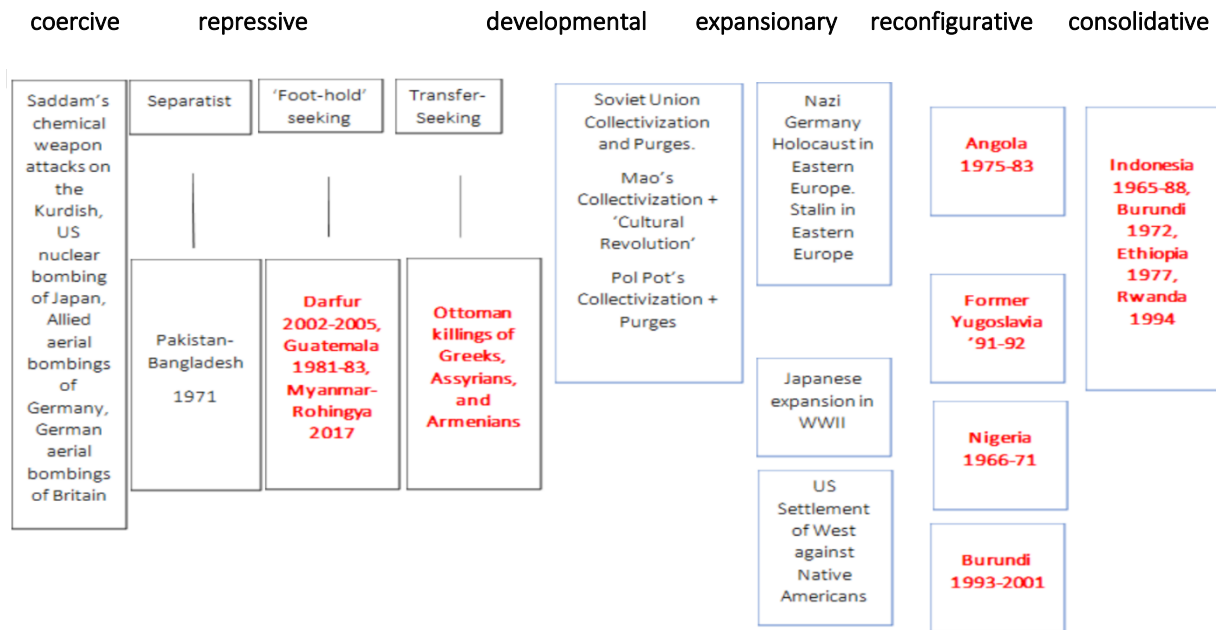 coercive repressive developmental expansionary reconfigurative consolidative
Saddam’s
chemical
weapon
attacks on
the
Kurdish,
US
nuclear
bombing
of Japan,
Allied
aerial
bombings
of
Germany,
German
aerial
bombings
of Britain
Separatist
‘Foot-hold’
seeking
Transfer-
Seeking
Pakistan-
Bangladesh
1971
Darfur
2002-2005,
Guatemala
1981-83,
Myanmar-
Rohingya
2017
Ottoman
killings of
Greeks,
Assyrians,
and
Armenians
Soviet Union
Collectivization
and Purges.
Mao’s
Collectivization +
‘Cultural
Revolution’
Pol Pot’s
Collectivization +
Purges
Nazi
Germany
Holocaust in
Eastern
Europe.
Stalin in
Eastern
Europe
Japanese
expansion in
WWII
US
Settlement
of West
against
Native
Americans
Angola
1975-83
Former
Yugoslavia
’91-92
Nigeria
1966-71
Burundi
1993-2001
Indonesia
1965-88,
Burundi
1972,
Ethiopia
1977,
Rwanda
1994